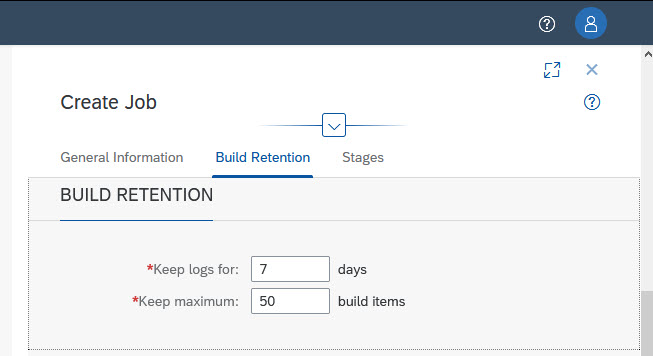 Create Job
General Information Build Retention Stages
BUILD RETENTION
*Keep logs for: 7 days
*Keep maximum: 50 build items